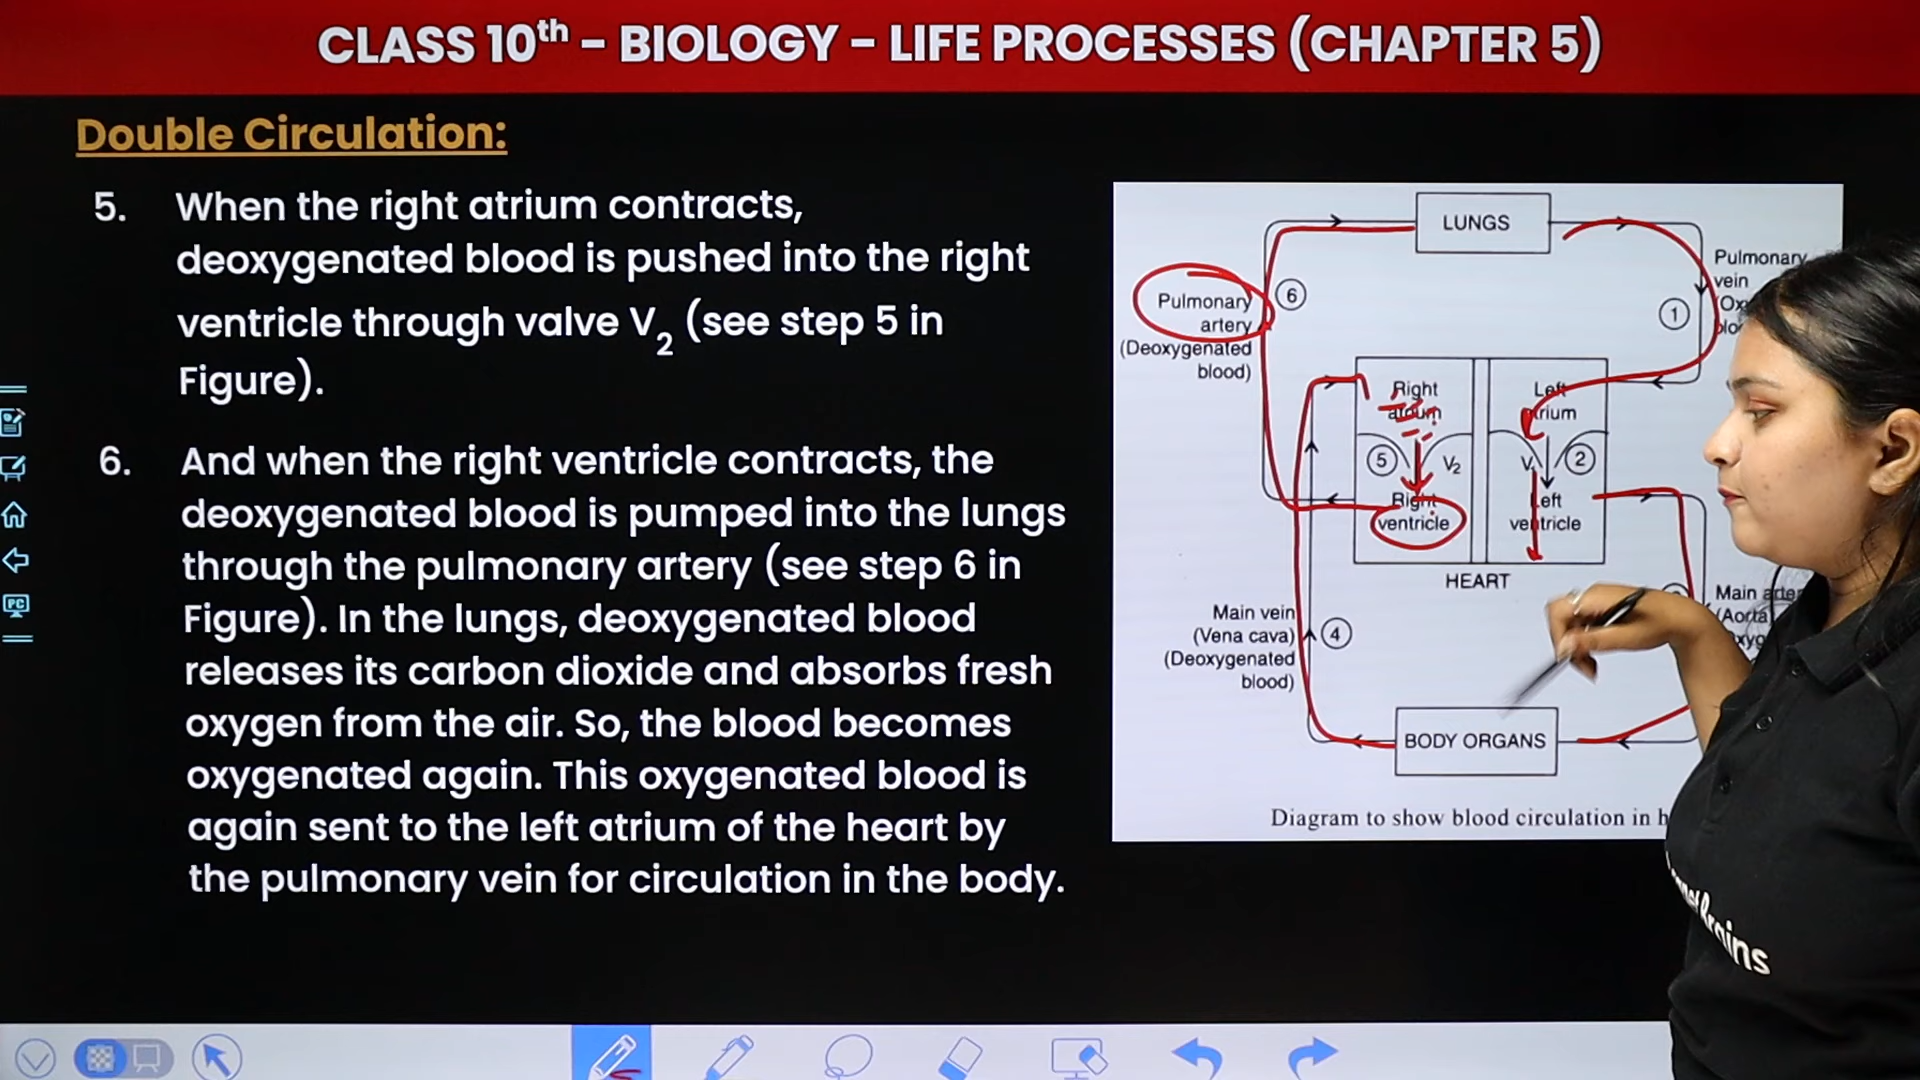 CLASS 10th – BIOLOGY – LIFE PROCESSES (CHAPTER 5)
Double Circulation:
5. When the right atrium contracts,
deoxygenated blood is pushed into the right
ventricle through valve V2 (see step 5 in
Figure).
6. And when the right ventricle contracts, the
deoxygenated blood is pumped into the lungs
through the pulmonary artery (see step 6 in
Figure). In the lungs, deoxygenated blood
releases its carbon dioxide and absorbs fresh
oxygen from the air. So, the blood becomes
oxygenated again. This oxygenated blood is
again sent to the left atrium of the heart by
the pulmonary vein for circulation in the body.
LUNGS
Pulmonary
artery
(Deoxygenated
blood)
6
Pulmonary
vein
1
Right
atrium
Left
5
V2
2
Right
ventricle
Left
ventricle
HEART
Main vein
(Vena cava)
(Deoxygenated
blood)
4
Main
(Aorta
BODY ORGANS
Diagram to show blood circulation in
PC